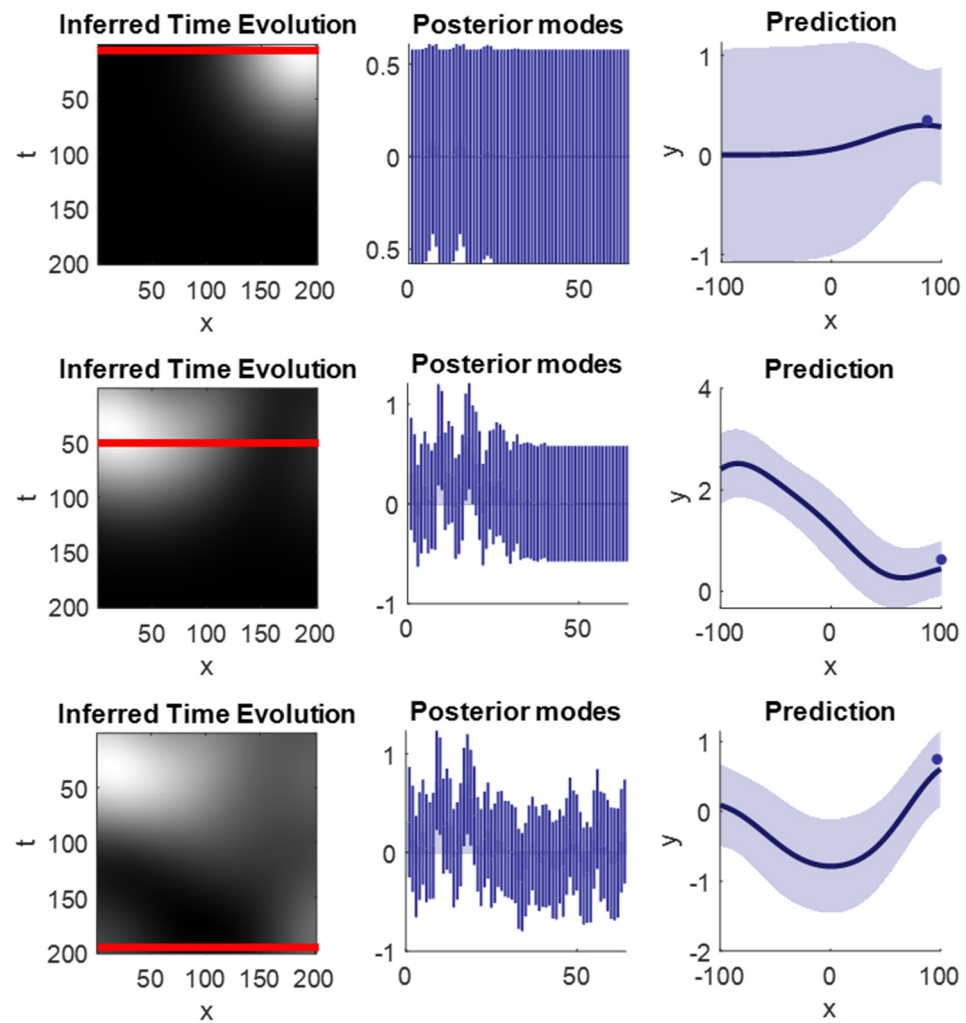 Inferred Time Evolution
Posterior modes
Prediction
t
50
100
150
200
50 100 150 200
x
0.5
0
0.5
0 50
y
1
0
-1
-100 0 100
x
Inferred Time Evolution
Posterior modes
Prediction
t
50
100
150
200
50 100 150 200
x
1
0
-1
0 50
y
4
2
0
-100 0 100
x
Inferred Time Evolution
Posterior modes
Prediction
t
50
100
150
200
50 100 150 200
x
1
0
-1
0 50
y
1
0
-1
-2
-100 0 100
x